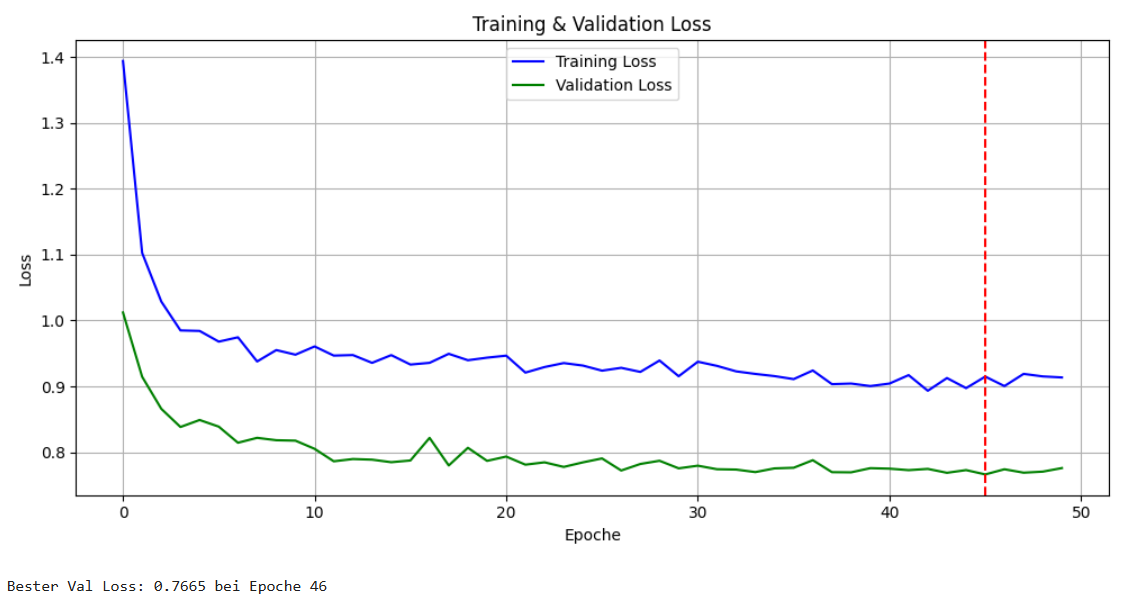 Training & Validation Loss
Training Loss
Validation Loss
1.4
1.3
1.2
1.1
1.0
0.9
0.8
Loss
0 10 20 30 40 50
Epoche
Bester Val Loss: 0.7665 bei Epoche 46